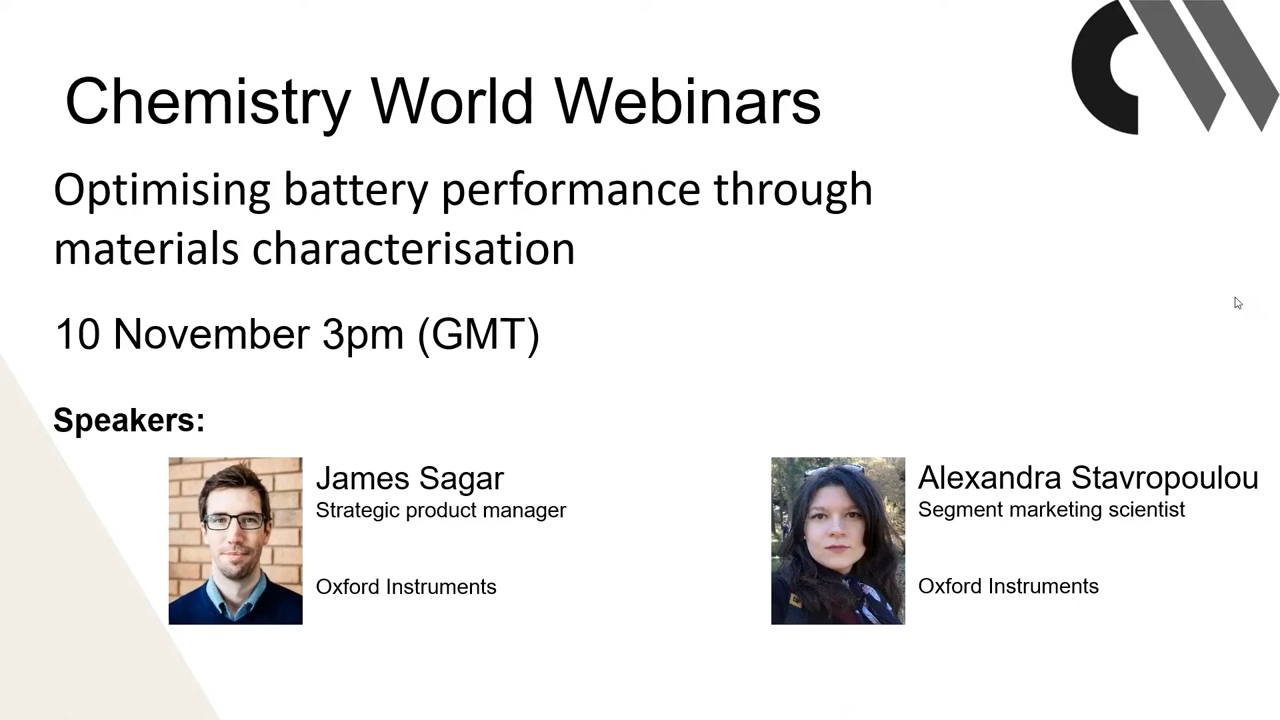 Chemistry World Webinars
Optimising battery performance through
materials characterisation
10 November 3pm (GMT)
Speakers:
James Sagar
Strategic product manager
Oxford Instruments
Alexandra Stavropoulou
Segment marketing scientist
Oxford Instruments